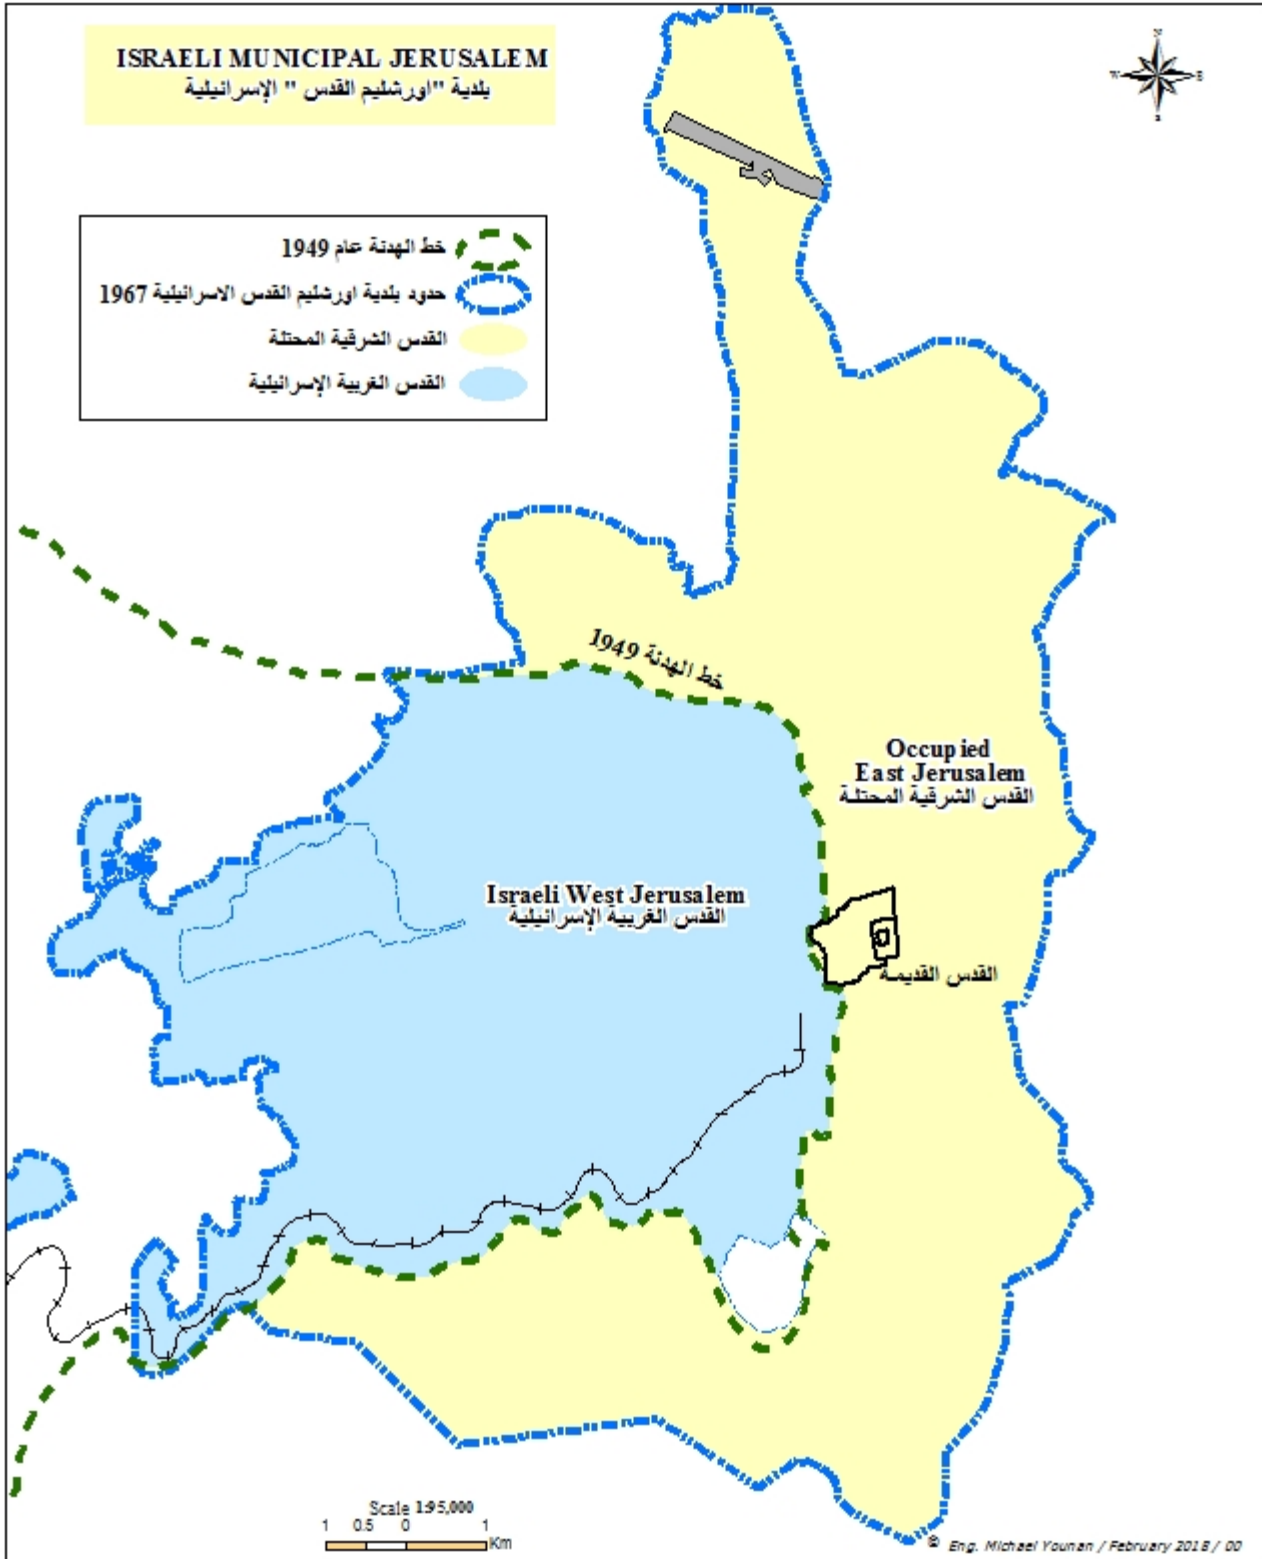 ISRAELI MUNICIPAL JERUSALEM
بلدية "اورشليم القدس " الإسرائيلية
N
W E
S
خط الهدنة عام 1949
حدود بلدية اورشليم القدس الاسرائيلية 1967
القدس الشرقية المحتلة
القدس الغربية الإسرائيلية
خط الهدنة 1949
Occupied
East Jerusalem
القدس الشرقية المحتلة
Israeli West Jerusalem
القدس الغربية الإسرائيلية
القدس القديمة
Scale 1:95,000
1 0.5 0 1
Km
© Eng. Michael Younan / February 2018 / 00